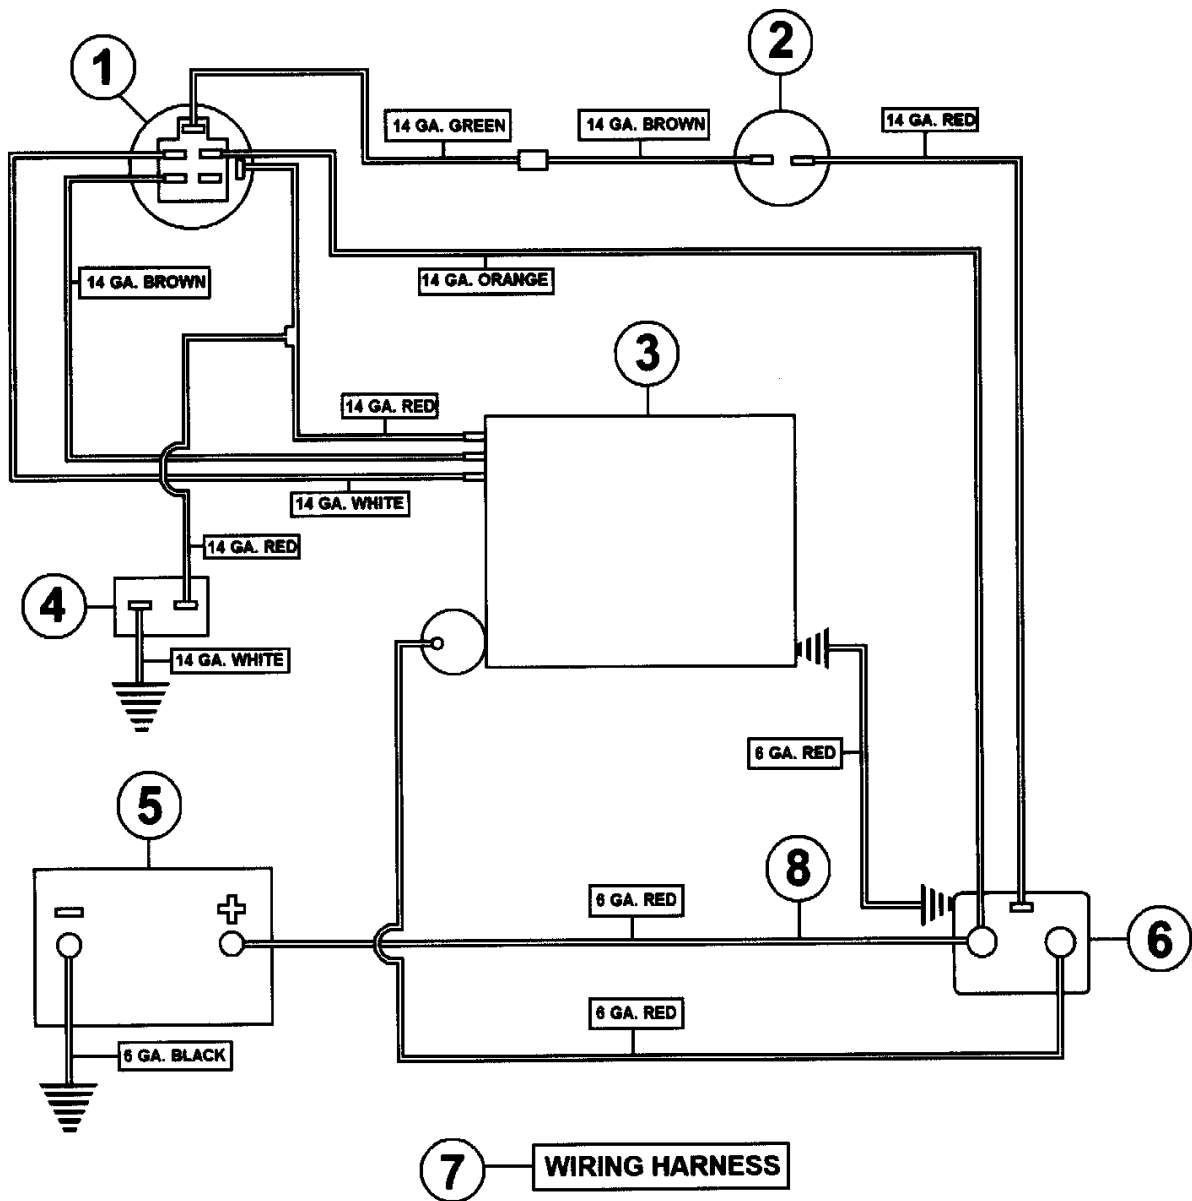 1
2
14 GA. GREEN
14 GA. BROWN
14 GA. RED
14 GA. BROWN
14 GA. ORANGE
3
14 GA. RED
14 GA. WHITE
14 GA. RED
4
14 GA. WHITE
6 GA. RED
5
8
6 GA. RED
6
6 GA. RED
6 GA. BLACK
7
WIRING HARNESS